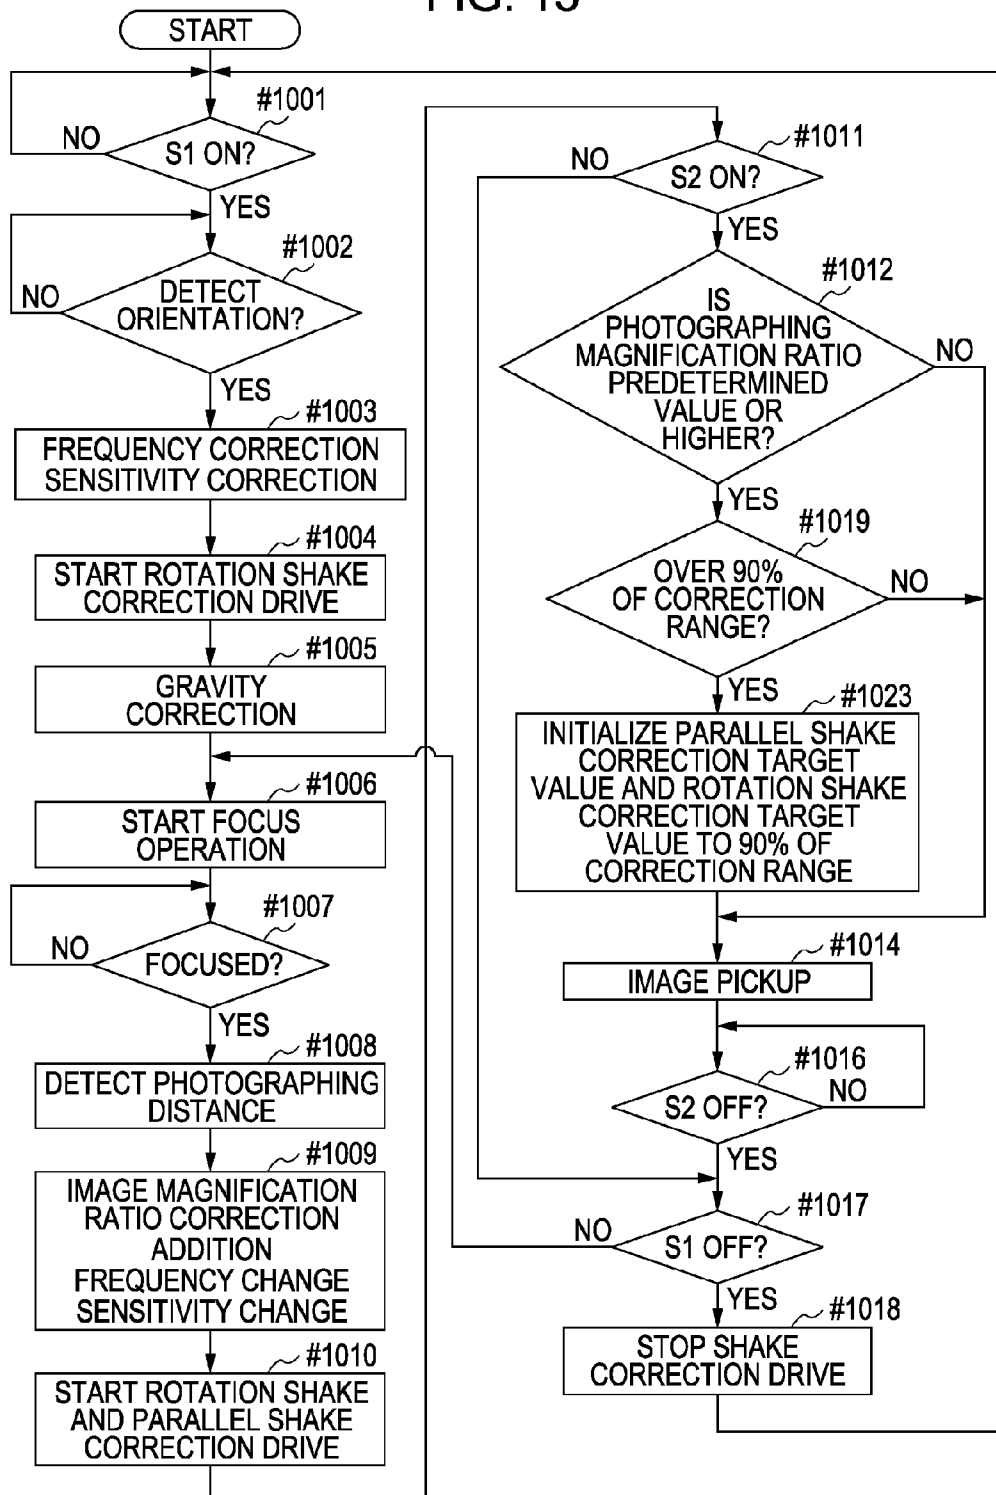 FIG. 13
START
#1001
S1 ON?
NO
YES
#1002
DETECT
ORIENTATION?
NO
YES
#1003
FREQUENCY CORRECTION
SENSITIVITY CORRECTION
#1004
START ROTATION SHAKE
CORRECTION DRIVE
#1005
GRAVITY
CORRECTION
#1006
START FOCUS
OPERATION
#1007
FOCUSED?
NO
YES
#1008
DETECT PHOTOGRAPHING
DISTANCE
#1009
IMAGE MAGNIFICATION
RATIO CORRECTION
ADDITION
FREQUENCY CHANGE
SENSITIVITY CHANGE
#1010
START ROTATION SHAKE
AND PARALLEL SHAKE
CORRECTION DRIVE
#1011
S2 ON?
NO
YES
#1012
IS
PHOTOGRAPHING
MAGNIFICATION RATIO
PREDETERMINED
VALUE OR
HIGHER?
NO
YES
#1019
OVER 90%
OF CORRECTION
RANGE?
NO
YES
#1023
INITIALIZE PARALLEL SHAKE
CORRECTION TARGET
VALUE AND ROTATION SHAKE
CORRECTION TARGET
VALUE TO 90% OF
CORRECTION RANGE
#1014
IMAGE PICKUP
#1016
S2 OFF?
NO
YES
#1017
S1 OFF?
NO
YES
#1018
STOP SHAKE
CORRECTION DRIVE